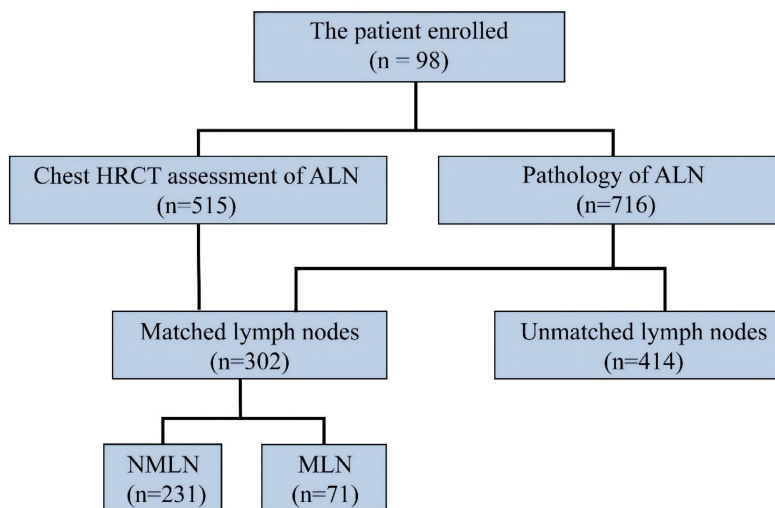 The patient enrolled
(n = 98)
Chest HRCT assessment of ALN
(n=515)
Pathology of ALN
(n=716)
Matched lymph nodes
(n=302)
Unmatched lymph nodes
(n=414)
NMLN
(n=231)
MLN
(n=71)